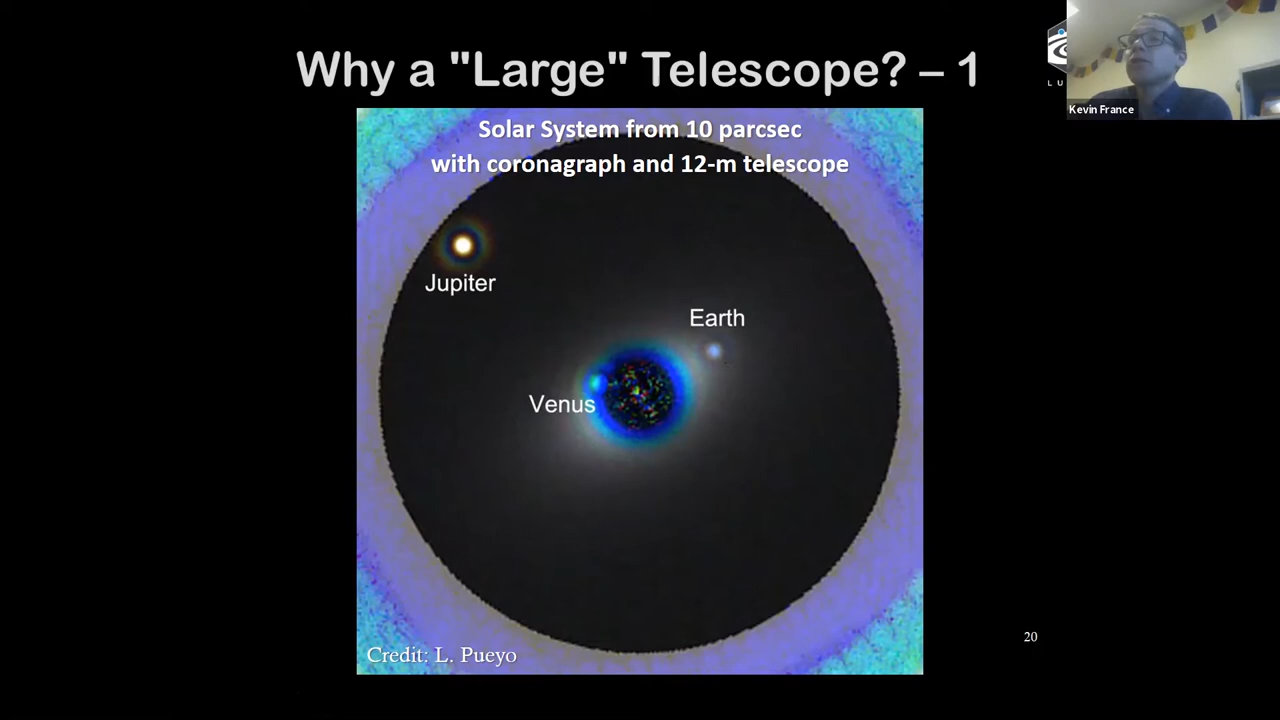 Why a "Large" Telescope? – 1
Kevin France
Solar System from 10 parcsec
with coronagraph and 12-m telescope
Jupiter
Earth
Venus
20
Credit: L. Pueyo